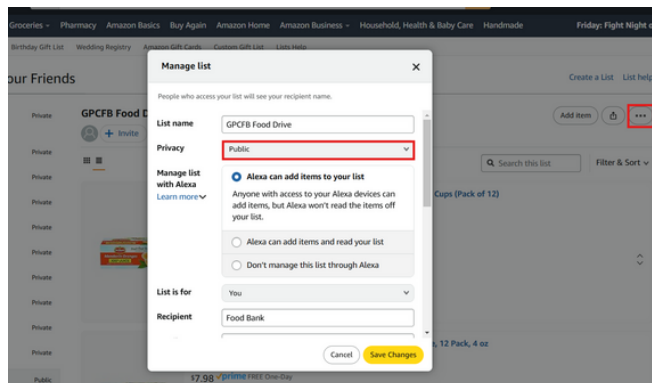 Groceries Pharmacy Amazon Basics Buy Again Amazon Home Amazon Business Household, Health & Baby Care Handmade Friday: Fight Night
Birthday Gift List Wedding Registry Amazon Gift Cards Custom Gift List Lists Help
our Friends
Create a List List help
Manage list
People who access your list will see your recipient name.
List name GPCFB Food Drive
Privacy Public
Manage list with Alexa
Learn more
Alexa can add items to your list
Anyone with access to your Alexa devices can
add items, but Alexa won't read the items off
your list.
Alexa can add items and read your list
Don't manage this list through Alexa
List is for You
Recipient Food Bank
Cancel Save Changes
Private
GPCFB Food
+ Invite
Add item
Private
Search this list
Filter & Sort
Private
Private
Cups (Pack of 12)
Private
Private
Private
Private
Private
Private
, 12 Pack, 4 oz
Public
$7.98 prime FREE One-Day